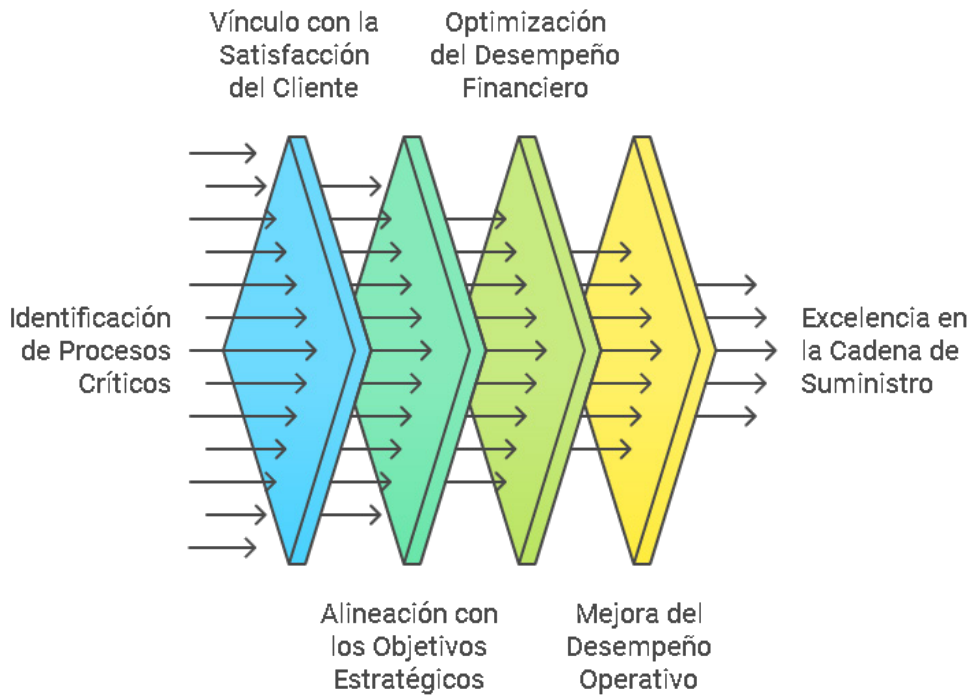 Vínculo con la
Satisfacción
del Cliente
Optimización
del Desempeño
Financiero
Identificación
de Procesos
Críticos
Excelencia en
la Cadena de
Suministro
Alineación con
los Objetivos
Estratégicos
Mejora del
Desempeño
Operativo